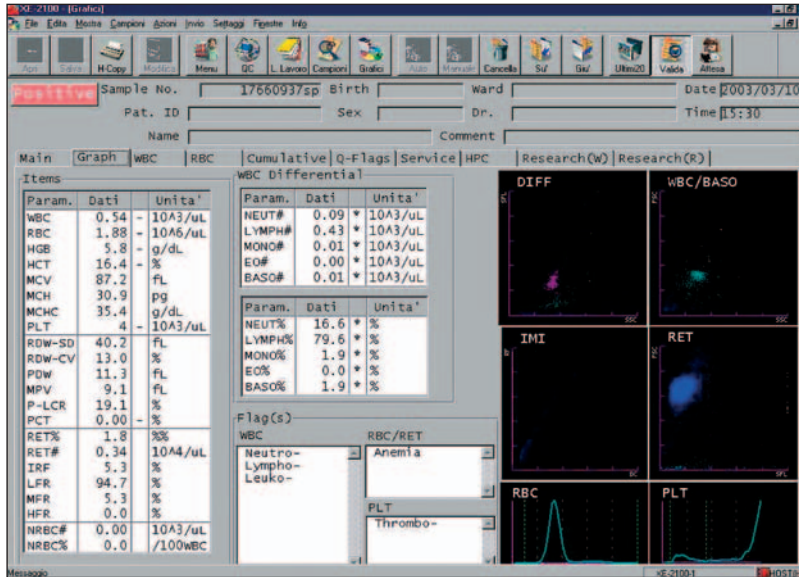 XE-2100 - [Grafici]
File Edita Mostra Campioni Azioni Invio Settaggi Finestre Info
Apri Salva H-Copy Modifica Menu QC L. Lavoro Campioni Grafici Auto Manuale Cancella Su' Giu' Ultimi20 Valida Attesa
Positive Sample No. 17660937sp Birth Ward Date 2003/03/10
Pat. ID Sex Dr. Time 15:30
Name Comment
Main Graph WBC RBC Cumulative Q-Flags Service HPC Research(W) Research(R)
Items
Param. Dati Unita'
WBC 0.54 - 10^3/uL
RBC 1.88 - 10^6/uL
HGB 5.8 - g/dL
HCT 16.4 - %
MCV 87.2 fL
MCH 30.9 pg
MCHC 35.4 g/dL
PLT 4 - 10^3/uL
RDW-SD 40.2 fL
RDW-CV 13.0 %
PDW 11.3 fL
MPV 9.1 fL
P-LCR 19.1 %
PCT 0.00 - %
RET% 1.8 %%
RET# 0.34 10^4/uL
IRF 5.3 %
LFR 94.7 %
MFR 5.3 %
HFR 0.0 %
NRBC# 0.00 10^3/uL
NRBC% 0.0 /100WBC
WBC Differential
Param. Dati Unita'
NEUT# 0.09 * 10^3/uL
LYMPH# 0.43 * 10^3/uL
MONO# 0.01 * 10^3/uL
EO# 0.00 * 10^3/uL
BASO# 0.01 * 10^3/uL
Param. Dati Unita'
NEUT% 16.6 * %
LYMPH% 79.6 * %
MONO% 1.9 * %
EO% 0.0 * %
BASO% 1.9 * %
Flag(s)
WBC
Neutro-
Lympho-
Leuko-
RBC/RET
Anemia
PLT
Thrombo-
DIFF
SFL
SSC
WBC/BASO
FSC
SSC
IMI
RF
DC
RET
FSC
SFL
RBC
PLT
Messaggio XE-2100-1 HOST